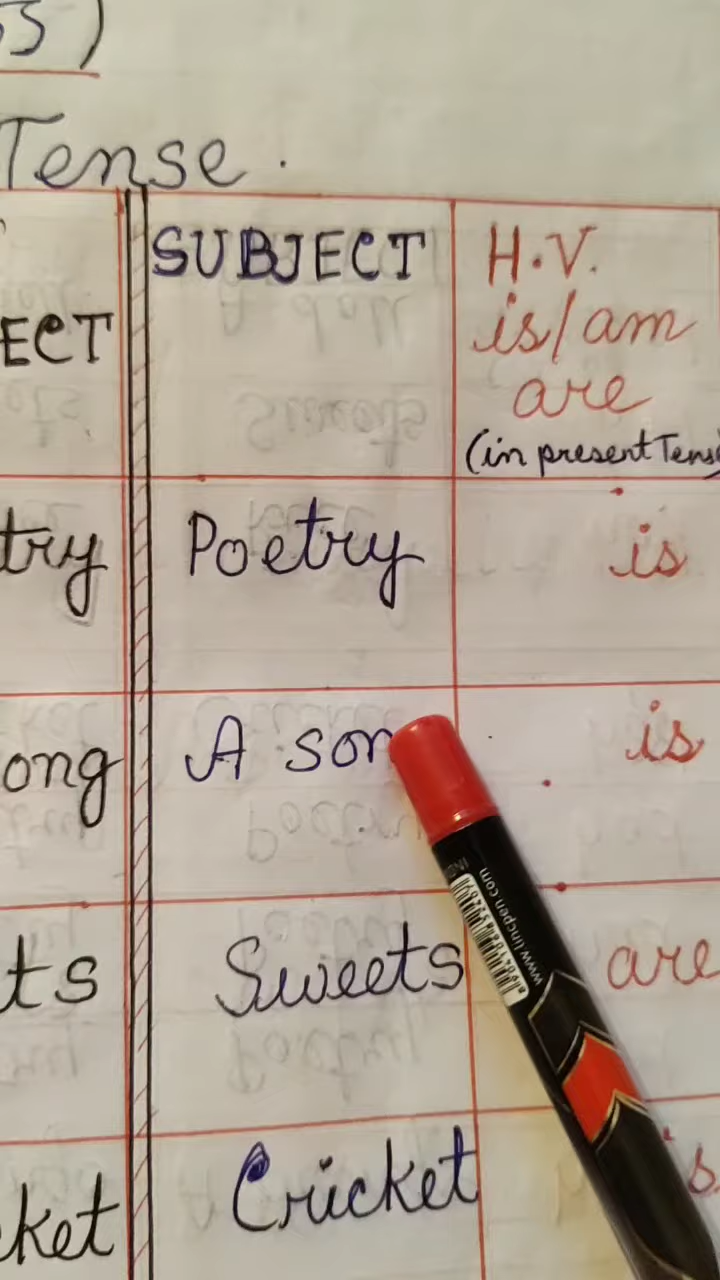 Tense.
ECT
SUBJECT
H.V.
is/am
are
(in present Tense
try
Poetry
is
ong
A son
is
ts
Sweets
are
ket
Cricket
www.lincpen.com